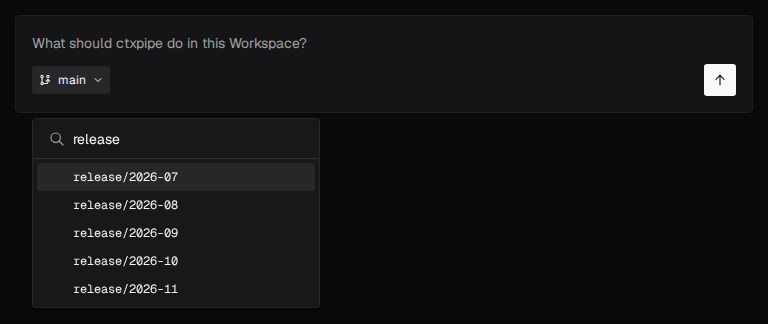 What should ctxpipe do in this Workspace?
main
release
release/2026-07
release/2026-08
release/2026-09
release/2026-10
release/2026-11